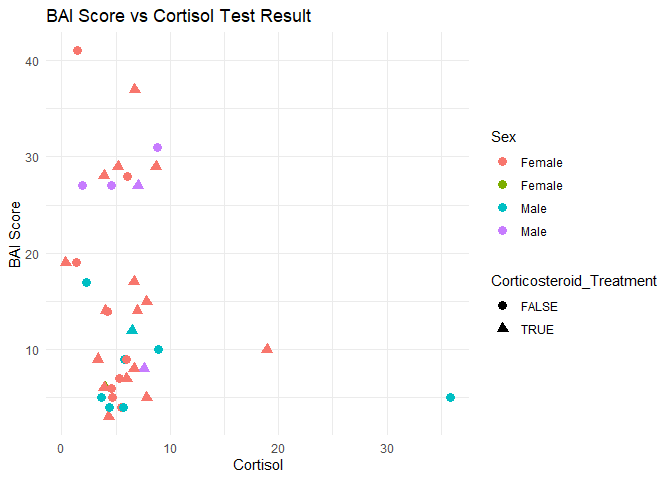 BAI Score vs Cortisol Test Result
40
30
20
10
BAI Score
0
10
20
30
Cortisol
Sex
Female
Female
Male
Male
Corticosteroid_Treatment
FALSE
TRUE